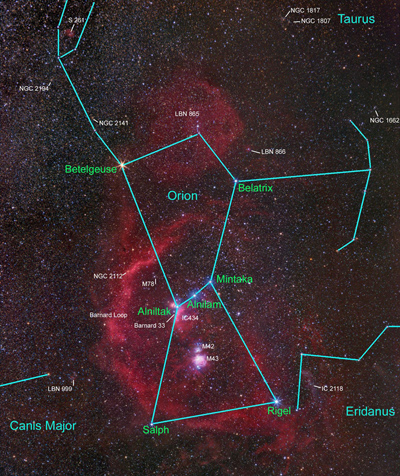 NGC 1817
NGC 1807
Taurus
S 261
NGC 2194
NGC 2141
LBN 865
NGC 1662
LBN 866
Betelgeuse
Belatrix
Orion
NGC 2112
M78
Mintaka
Alniltak
Alnilam
Barnard Loop
Barnard 33
IC434
M42
M43
LBN 999
IC 2118
Rigel
Eridanus
CanIs Major
Salph